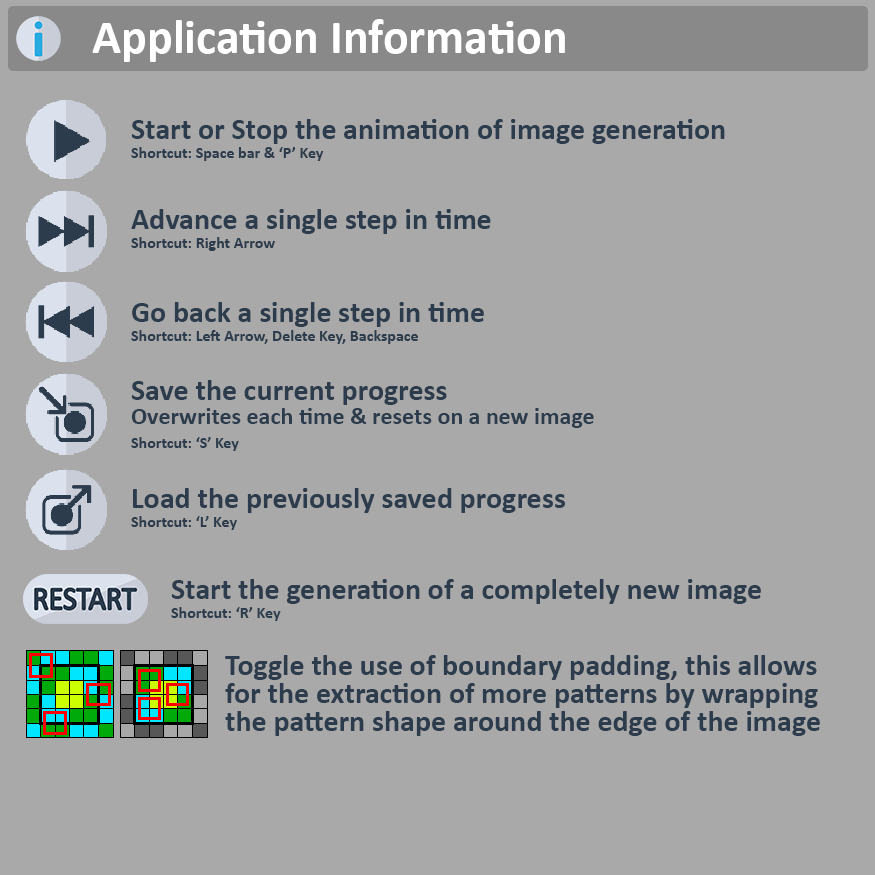 Application Information
Start or Stop the animation of image generation
Shortcut: Space bar & ‘P’ Key
Advance a single step in time
Shortcut: Right Arrow
Go back a single step in time
Shortcut: Left Arrow, Delete Key, Backspace
Save the current progress
Overwrites each time & resets on a new image
Shortcut: ‘S’ Key
Load the previously saved progress
Shortcut: ‘L’ Key
RESTART
Start the generation of a completely new image
Shortcut: ‘R’ Key
Toggle the use of boundary padding, this allows
for the extraction of more patterns by wrapping
the pattern shape around the edge of the image